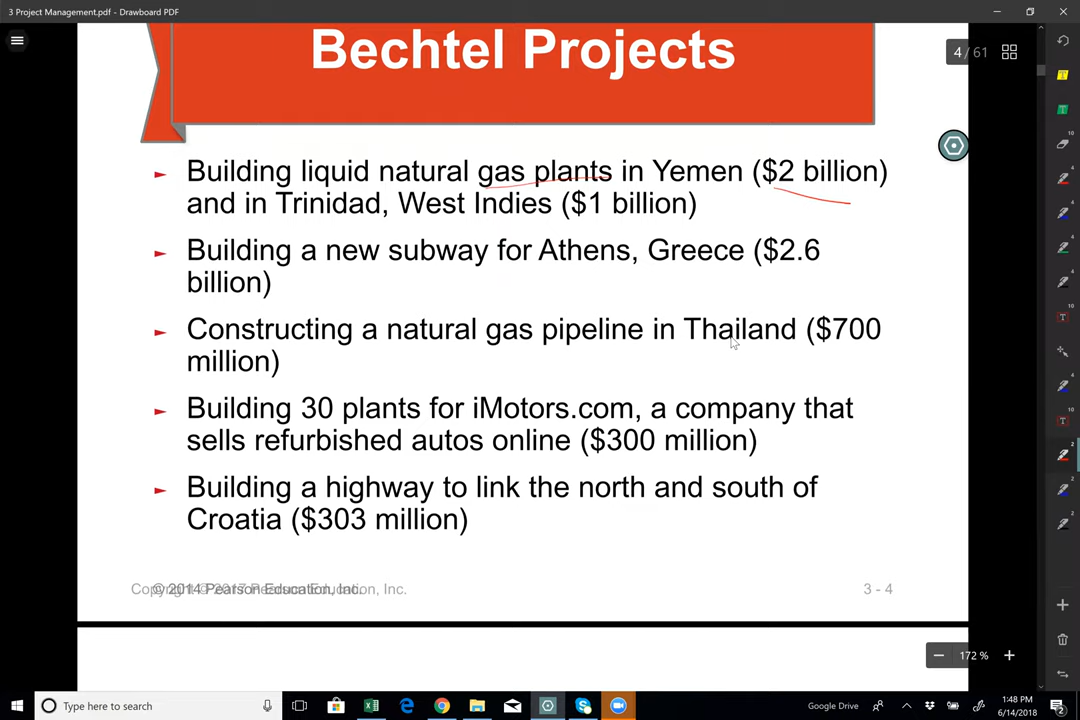 3 Project Management.pdf - Drawboard PDF
Bechtel Projects
4 / 61
Building liquid natural gas plants in Yemen ($2 billion)
and in Trinidad, West Indies ($1 billion)
Building a new subway for Athens, Greece ($2.6
billion)
Constructing a natural gas pipeline in Thailand ($700
million)
Building 30 plants for iMotors.com, a company that
sells refurbished autos online ($300 million)
Building a highway to link the north and south of
Croatia ($303 million)
© 2014 Pearson Education, Inc.
3 - 4
172 %
Type here to search
Google Drive
1:48 PM
6/14/2018